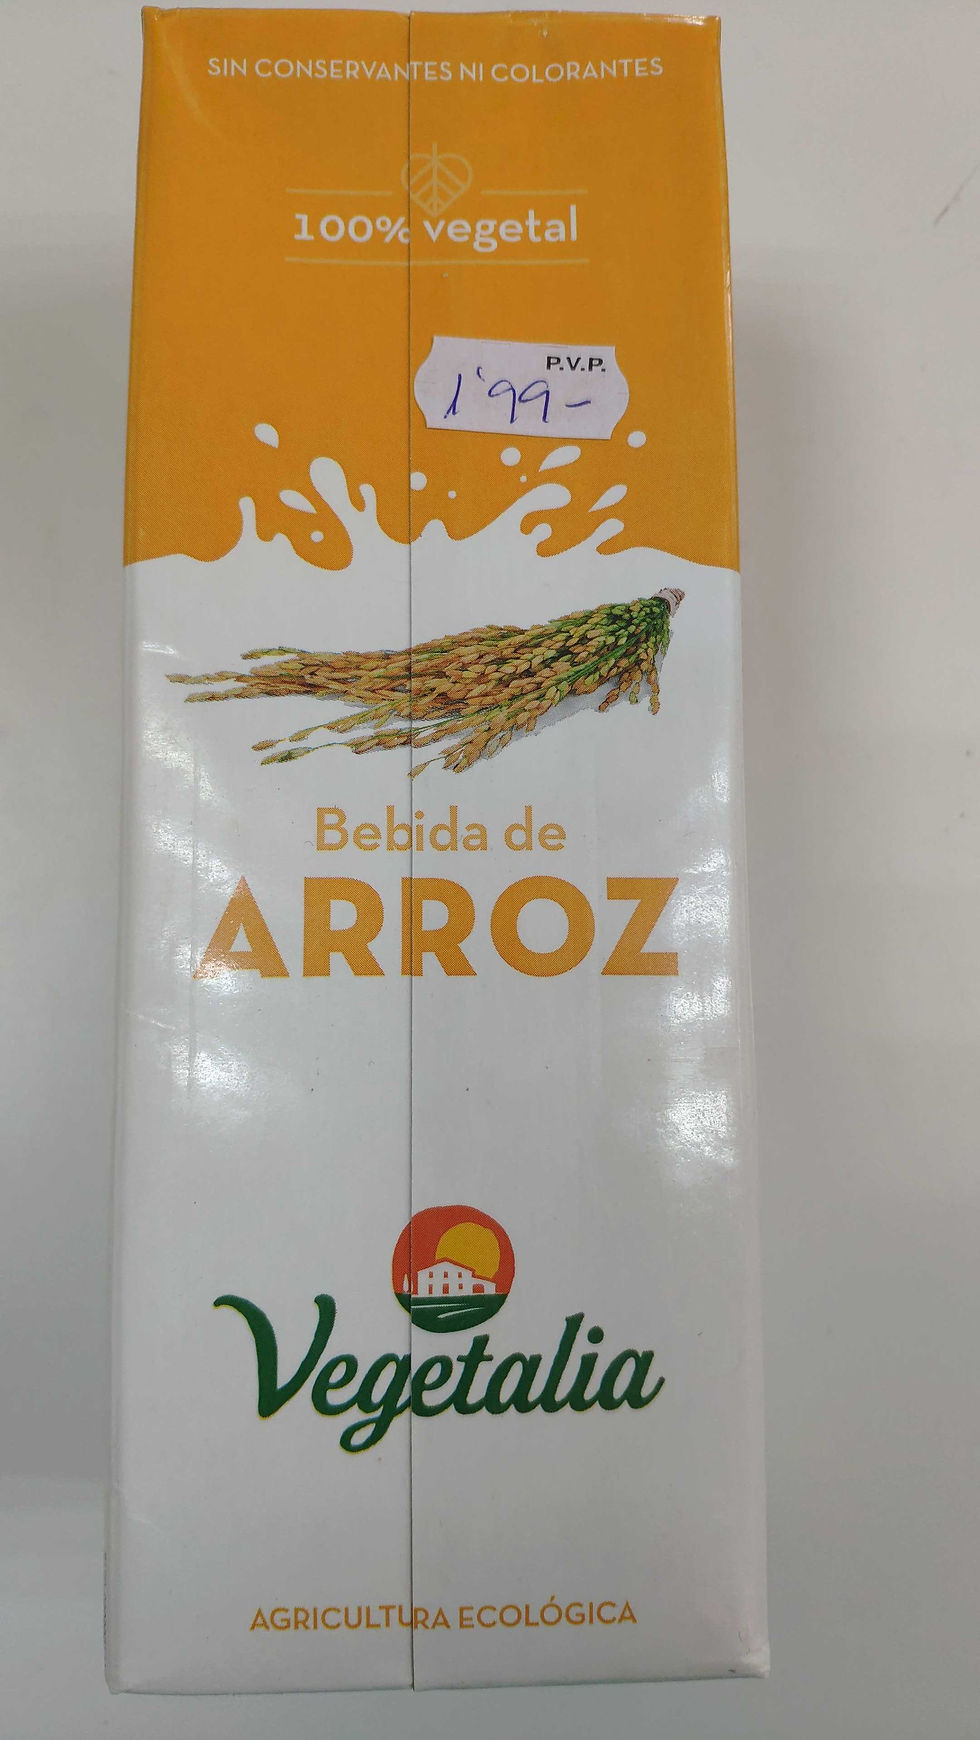 SIN CONSERVANTES NI COLORANTES
100% vegetal
P.V.P.
1'99-
Bebida de
ARROZ
Vegetalia
AGRICULTURA ECOLÓGICA